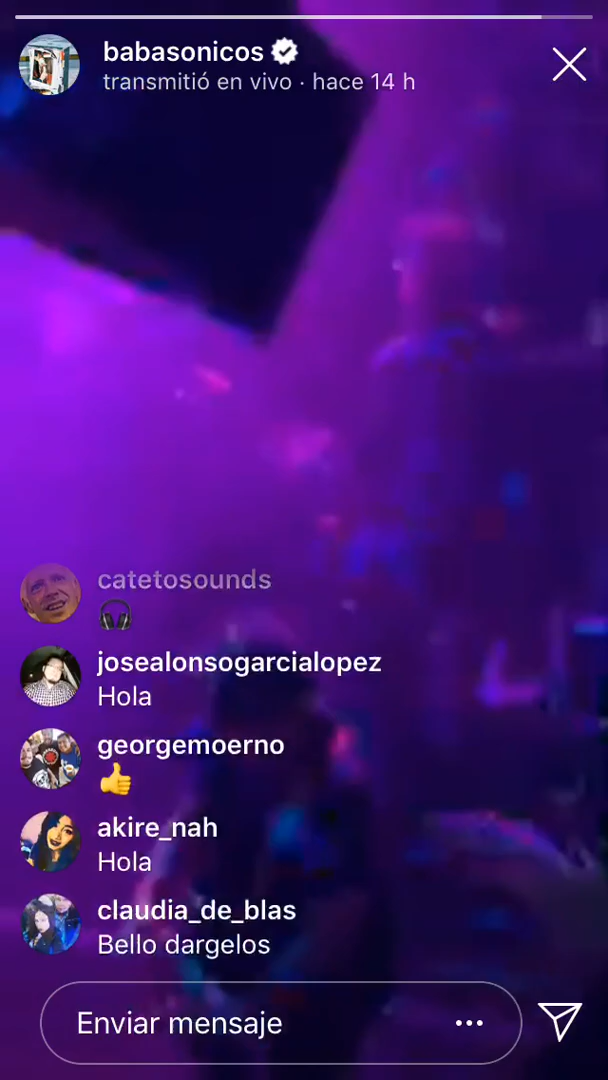 babasonicos
transmitió en vivo · hace 14 h
catetosounds
josealonsogarcialopez
Hola
georgemoerno
akire_nah
Hola
claudia_de_blas
Bello dargelos
Enviar mensaje